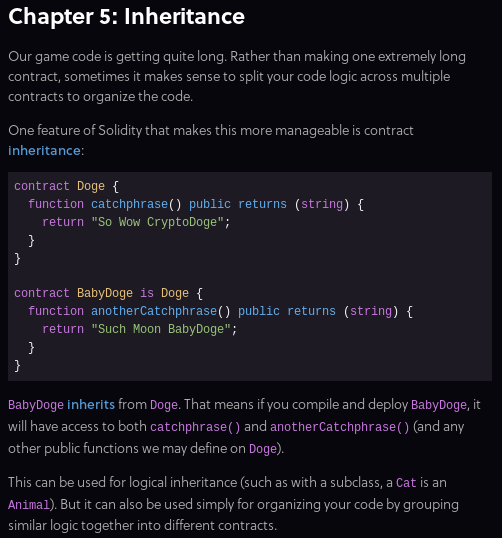 Chapter 5: Inheritance
Our game code is getting quite long. Rather than making one extremely long
contract, sometimes it makes sense to split your code logic across multiple
contracts to organize the code.
One feature of Solidity that makes this more manageable is contract
inheritance:
contract Doge {
  function catchphrase() public returns (string) {
    return "So Wow CryptoDoge";
  }
}
contract BabyDoge is Doge {
  function anotherCatchphrase() public returns (string) {
    return "Such Moon BabyDoge";
  }
}
BabyDoge inherits from Doge. That means if you compile and deploy BabyDoge, it
will have access to both catchphrase() and anotherCatchphrase() (and any
other public functions we may define on Doge).
This can be used for logical inheritance (such as with a subclass, a Cat is an
Animal). But it can also be used simply for organizing your code by grouping
similar logic together into different contracts.